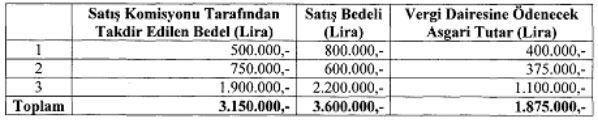 Satış Komisyonu Tarafından Takdir Edilen Bedel (Lira) | Satış Bedeli (Lira) | Vergi Dairesine Ödenecek Asgari Tutar (Lira)
1 | 500.000,- | 800.000,- | 400.000,-
2 | 750.000,- | 600.000,- | 375.000,-
3 | 1.900.000,- | 2.200.000,- | 1.100.000,-
Toplam | 3.150.000,- | 3.600.000,- | 1.875.000,-